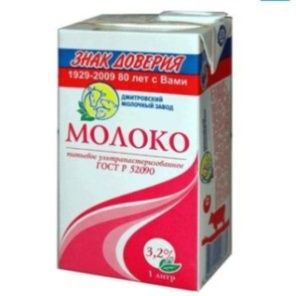 ЗНАК ДОВЕРИЯ
1929-2009 80 лет с Вами
ДМИТРОВСКИЙ
МОЛОЧНЫЙ ЗАВОД
МОЛОКО
питьевое ультрапастеризованное
ГОСТ Р 52090
3,2%
1 литр